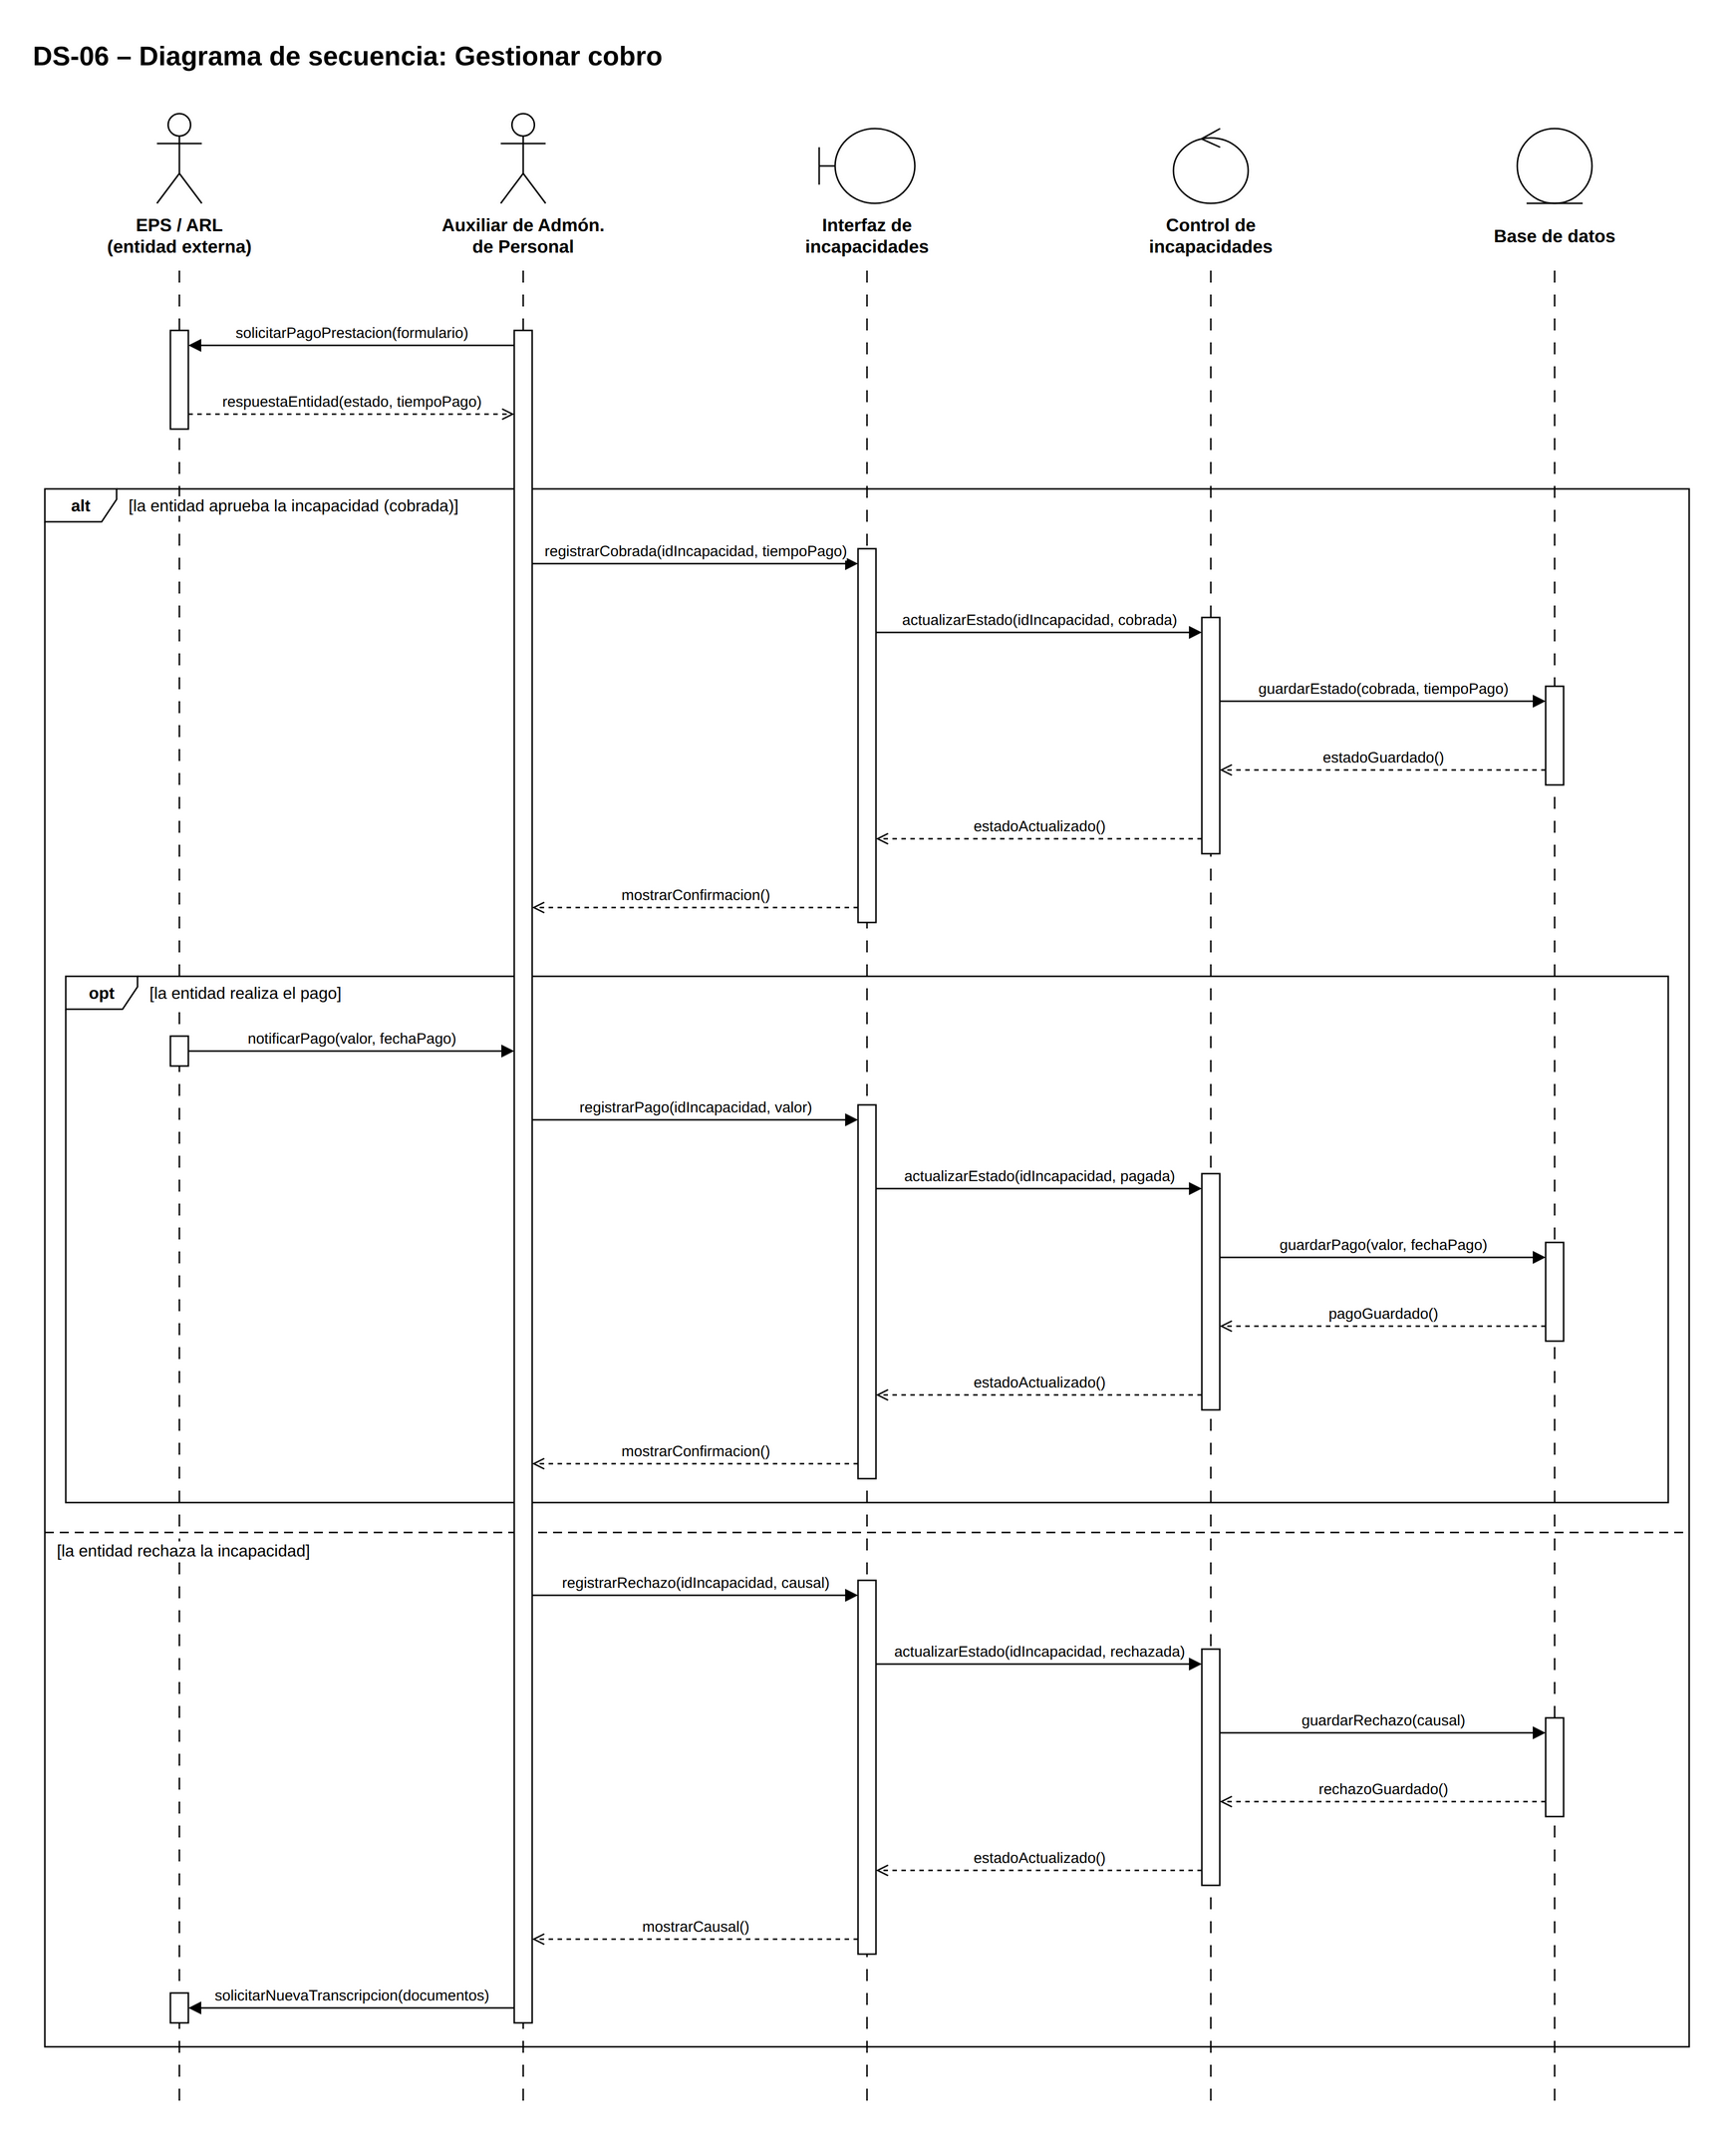 DS-06 – Diagrama de secuencia: Gestionar cobro
EPS / ARL
(entidad externa)
Auxiliar de Admón.
de Personal
Interfaz de
incapacidades
Control de
incapacidades
Base de datos
solicitarPagoPrestacion(formulario)
respuestaEntidad(estado, tiempoPago)
alt
[la entidad aprueba la incapacidad (cobrada)]
registrarCobrada(idIncapacidad, tiempoPago)
actualizarEstado(idIncapacidad, cobrada)
guardarEstado(cobrada, tiempoPago)
estadoGuardado()
estadoActualizado()
mostrarConfirmacion()
opt
[la entidad realiza el pago]
notificarPago(valor, fechaPago)
registrarPago(idIncapacidad, valor)
actualizarEstado(idIncapacidad, pagada)
guardarPago(valor, fechaPago)
pagoGuardado()
estadoActualizado()
mostrarConfirmacion()
[la entidad rechaza la incapacidad]
registrarRechazo(idIncapacidad, causal)
actualizarEstado(idIncapacidad, rechazada)
guardarRechazo(causal)
rechazoGuardado()
estadoActualizado()
mostrarCausal()
solicitarNuevaTranscripcion(documentos)